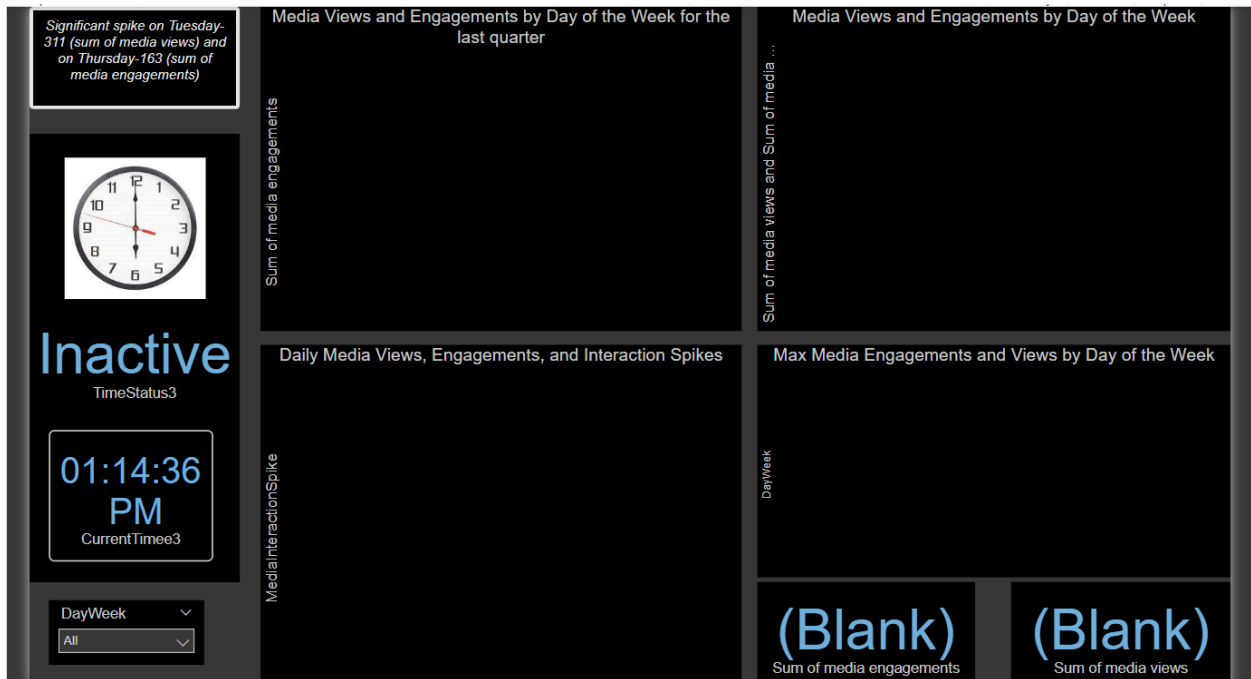 Significant spike on Tuesday-
311 (sum of media views) and
on Thursday-163 (sum of
media engagements)
12
1
2
3
4
5
6
7
8
9
10
11
Inactive
TimeStatus3
01:14:36
PM
CurrentTimee3
DayWeek
All
Media Views and Engagements by Day of the Week for the
last quarter
Sum of media engagements
Media Views and Engagements by Day of the Week
Sum of media views and Sum of media ...
Daily Media Views, Engagements, and Interaction Spikes
MediaInteractionSpike
Max Media Engagements and Views by Day of the Week
DayWeek
(Blank)
Sum of media engagements
(Blank)
Sum of media views